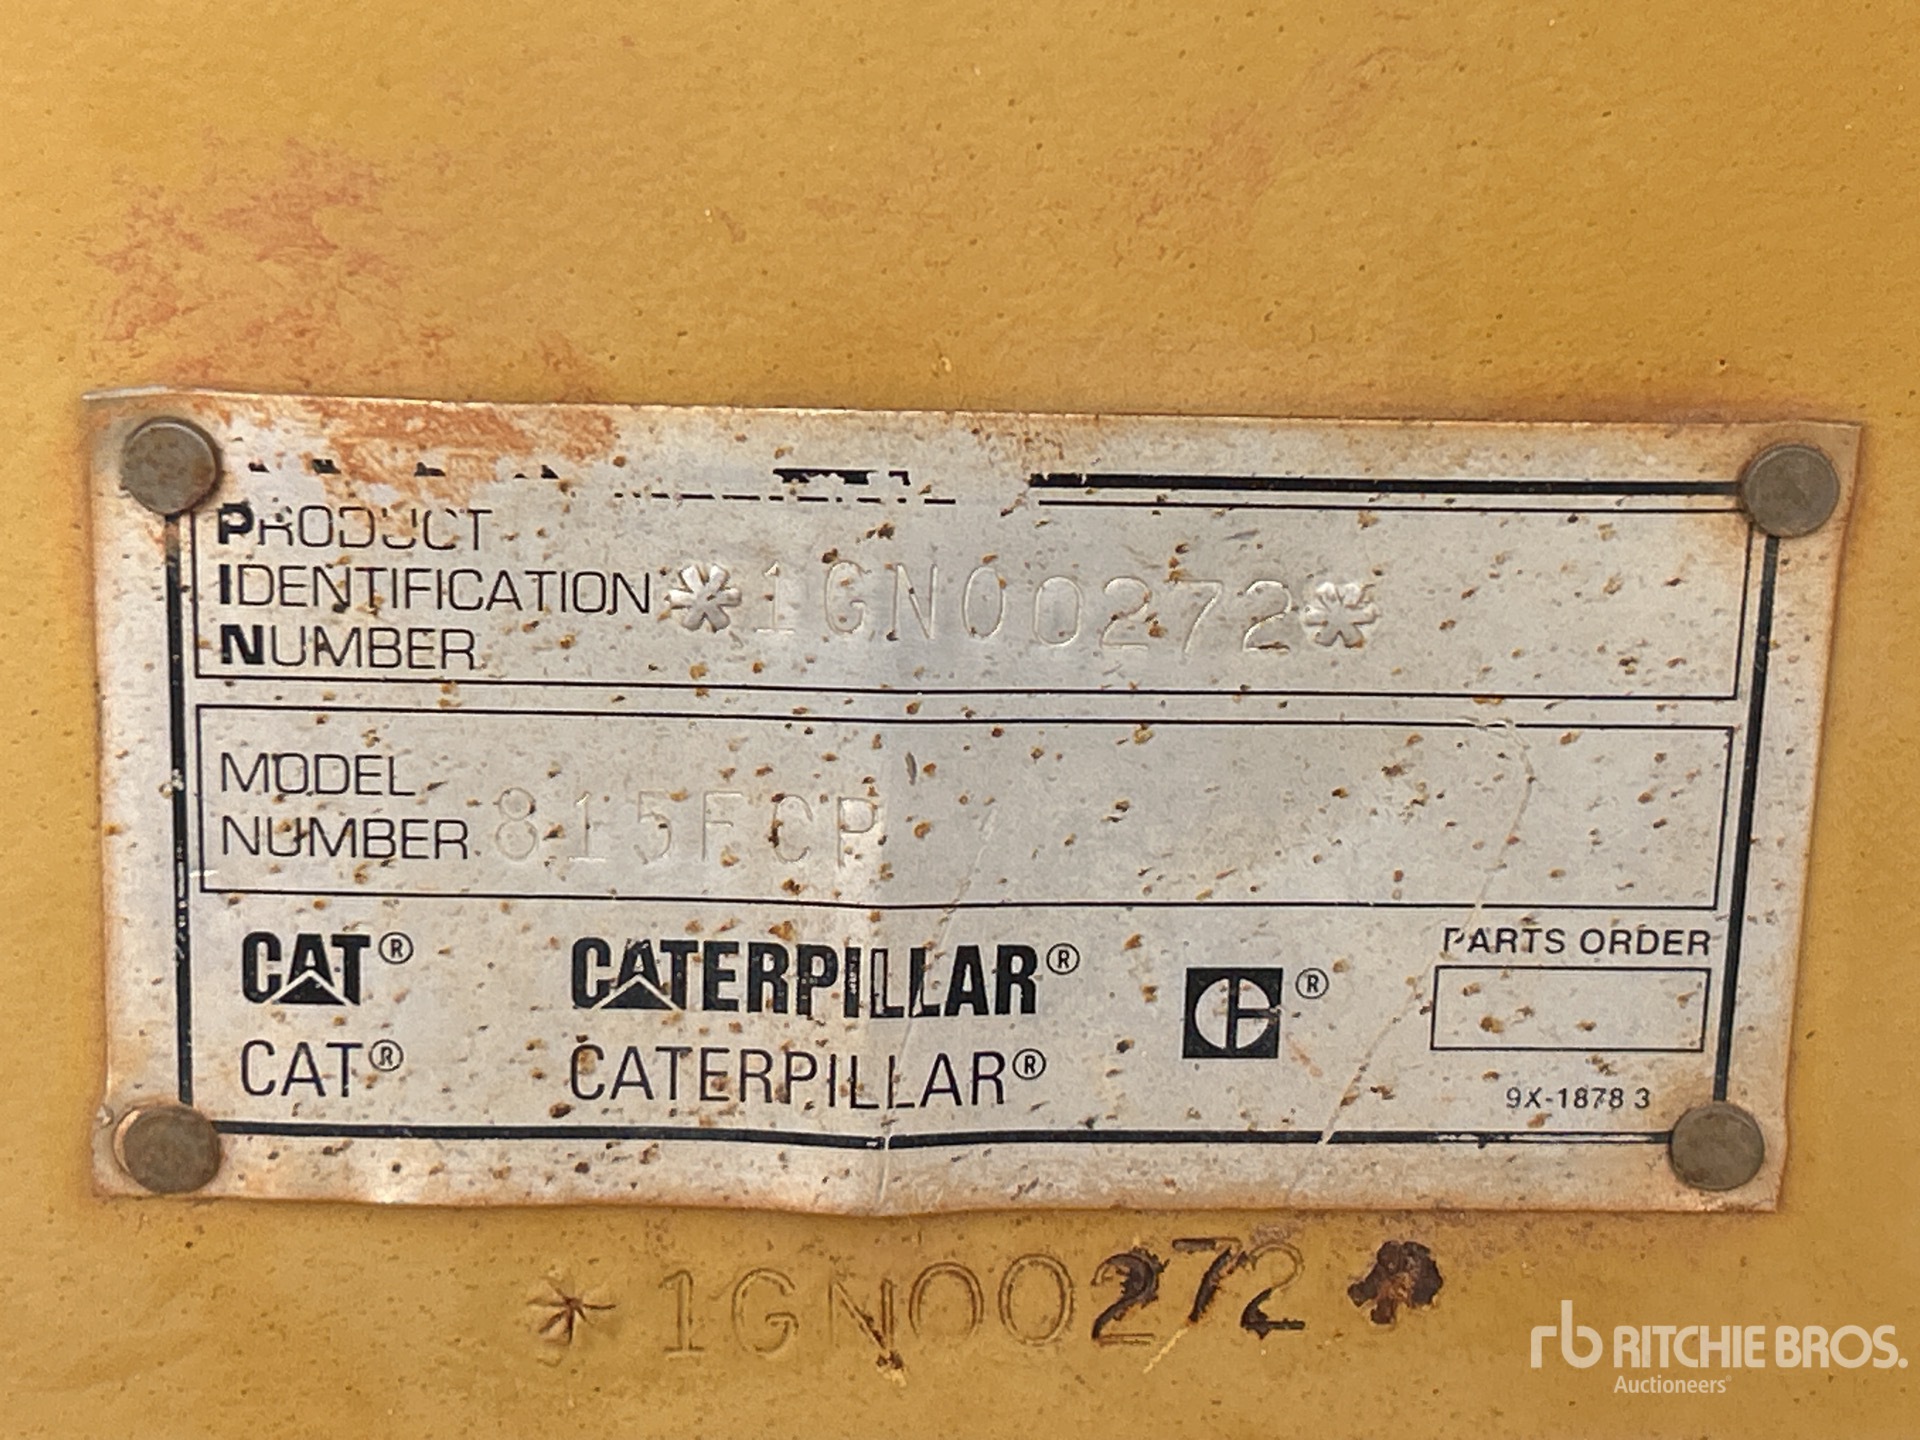 PRODUCT
IDENTIFICATION *1GN00272*
NUMBER
MODEL
NUMBER 815FCP
CAT® CATERPILLAR® ®
CAT® CATERPILLAR®
PARTS ORDER
9X-1878 3
*1GN00272*
rb RITCHIE BROS.
Auctioneers